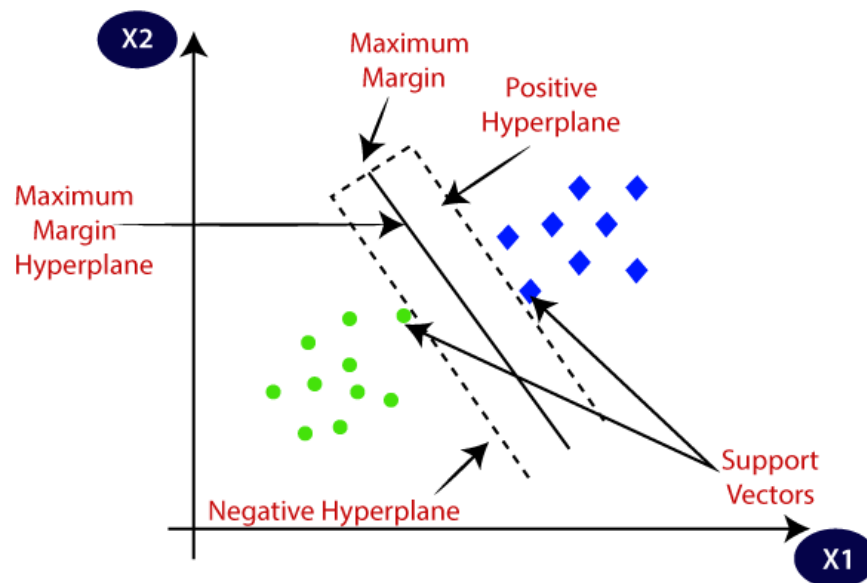 X2
Maximum
Margin
Positive
Hyperplane
Maximum
Margin
Hyperplane
Support
Vectors
Negative Hyperplane
X1